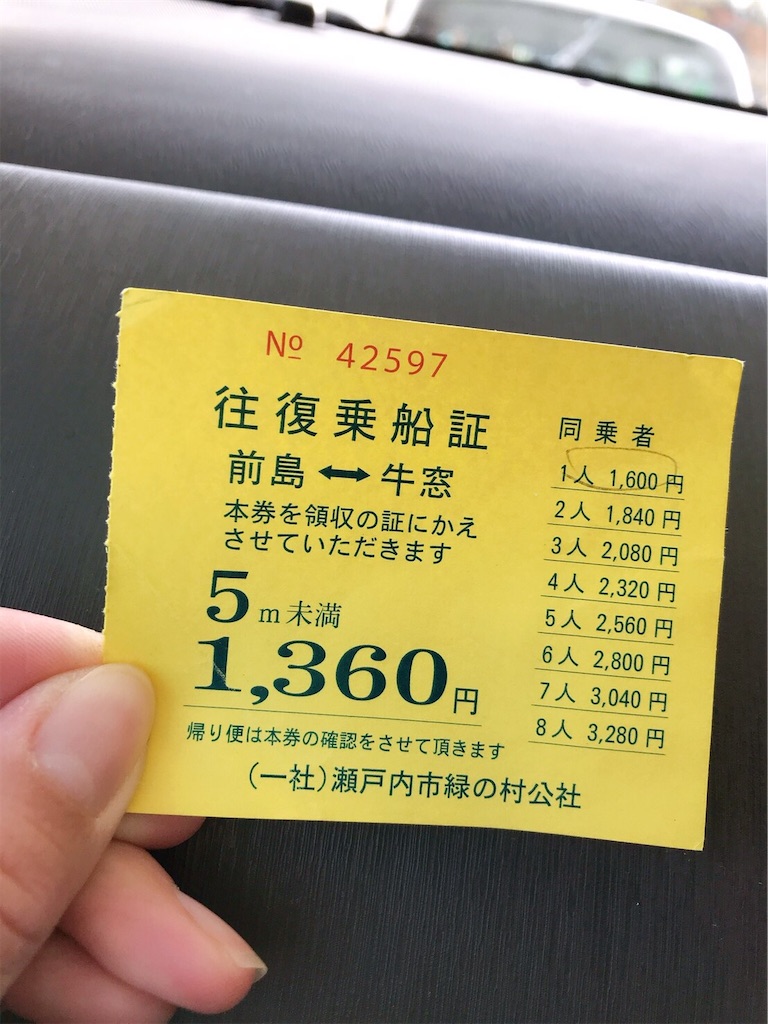 № 42597
往復乗船証
前島 ↔ 牛窓
本券を領収の証にかえ
させていただきます
5m未満
1,360円
帰り便は本券の確認をさせて頂きます
(一社)瀬戸内市緑の村公社
同乗者
1人 1,600円
2人 1,840円
3人 2,080円
4人 2,320円
5人 2,560円
6人 2,800円
7人 3,040円
8人 3,280円